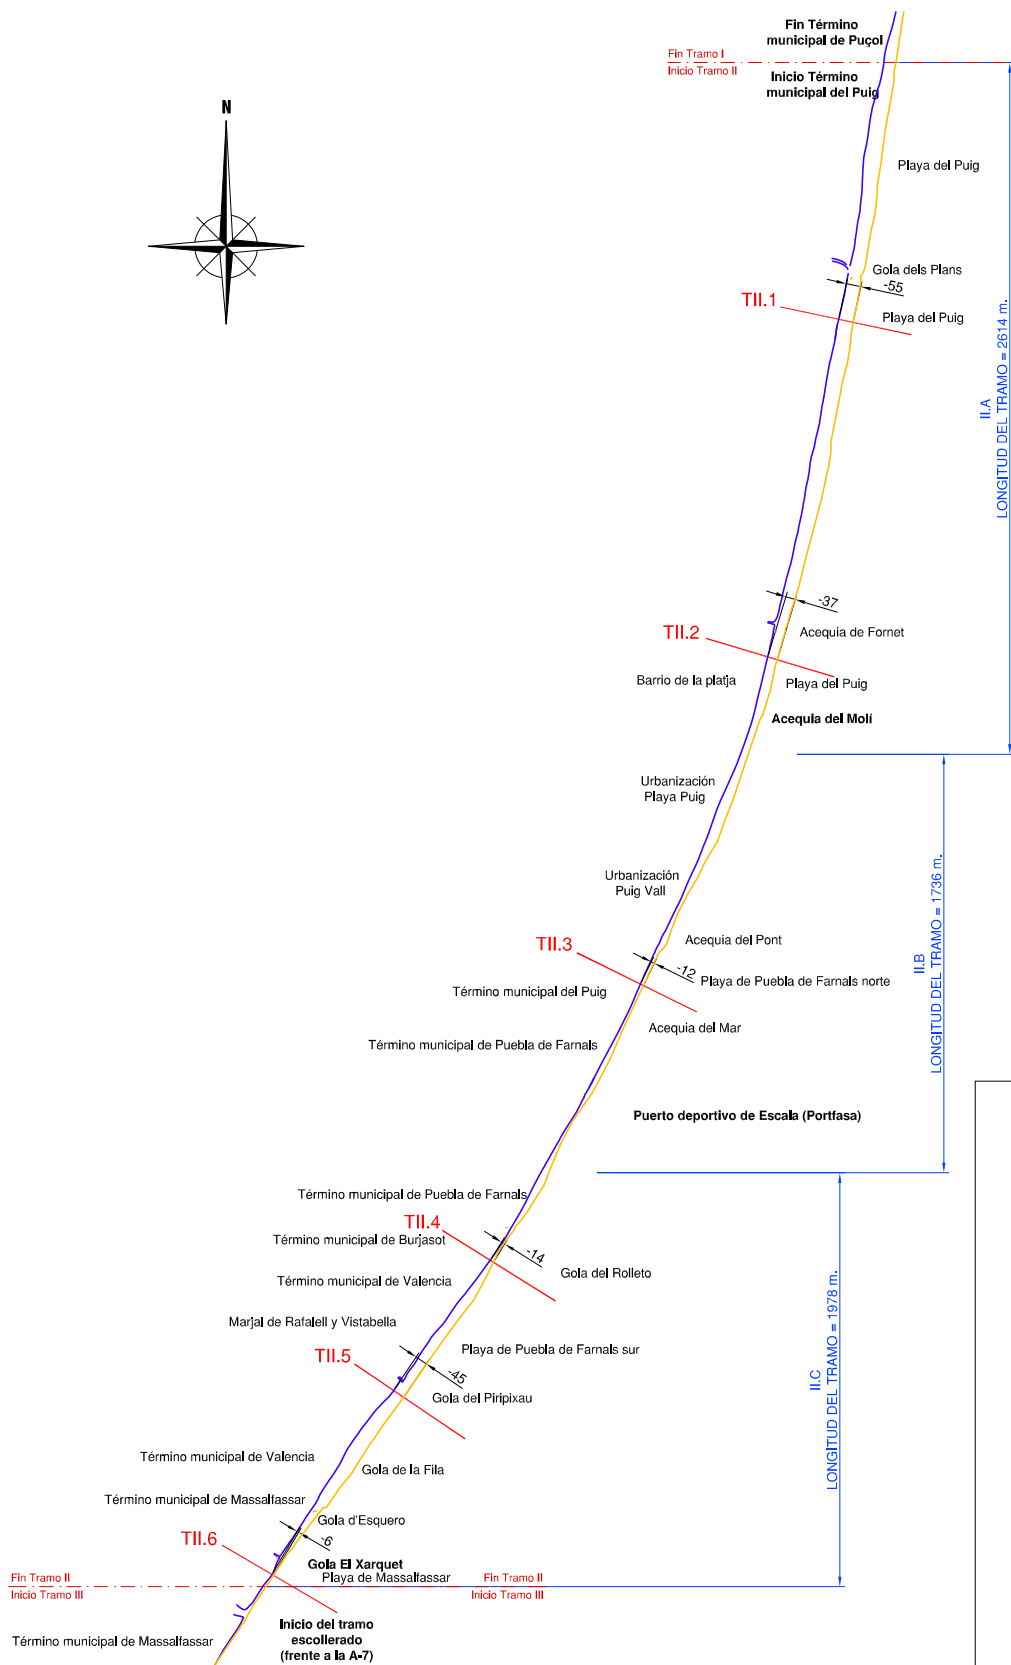 Fin Término
municipal de Puçol
Fin Tramo I
Inicio Tramo II
Inicio Término
municipal del Puig
N
Playa del Puig
Gola dels Plans
-55
TII.1
Playa del Puig
II.A
LONGITUD DEL TRAMO = 2614 m.
-37
TII.2
Acequia de Fornet
Barrio de la platja
Playa del Puig
Acequia del Molí
Urbanización
Playa Puig
Urbanización
Puig Vall
TII.3
Acequia del Pont
-12
Playa de Puebla de Farnals norte
Término municipal del Puig
Acequia del Mar
Término municipal de Puebla de Farnals
II.B
LONGITUD DEL TRAMO = 1736 m.
Puerto deportivo de Escala (Portfasa)
Término municipal de Puebla de Farnals
TII.4
Término municipal de Burjasot
-14
Gola del Rolleto
Término municipal de Valencia
Marjal de Rafalell y Vistabella
Playa de Puebla de Farnals sur
TII.5
-45
Gola del Piripixau
II.C
LONGITUD DEL TRAMO = 1978 m.
Término municipal de Valencia
Gola de la Fila
Término municipal de Massalfassar
Gola d'Esquero
TII.6
-6
Gola El Xarquet
Playa de Massalfassar
Fin Tramo II
Inicio Tramo III
Fin Tramo II
Inicio Tramo III
Inicio del tramo
escollerado
(frente a la A-7)
Término municipal de Massalfassar